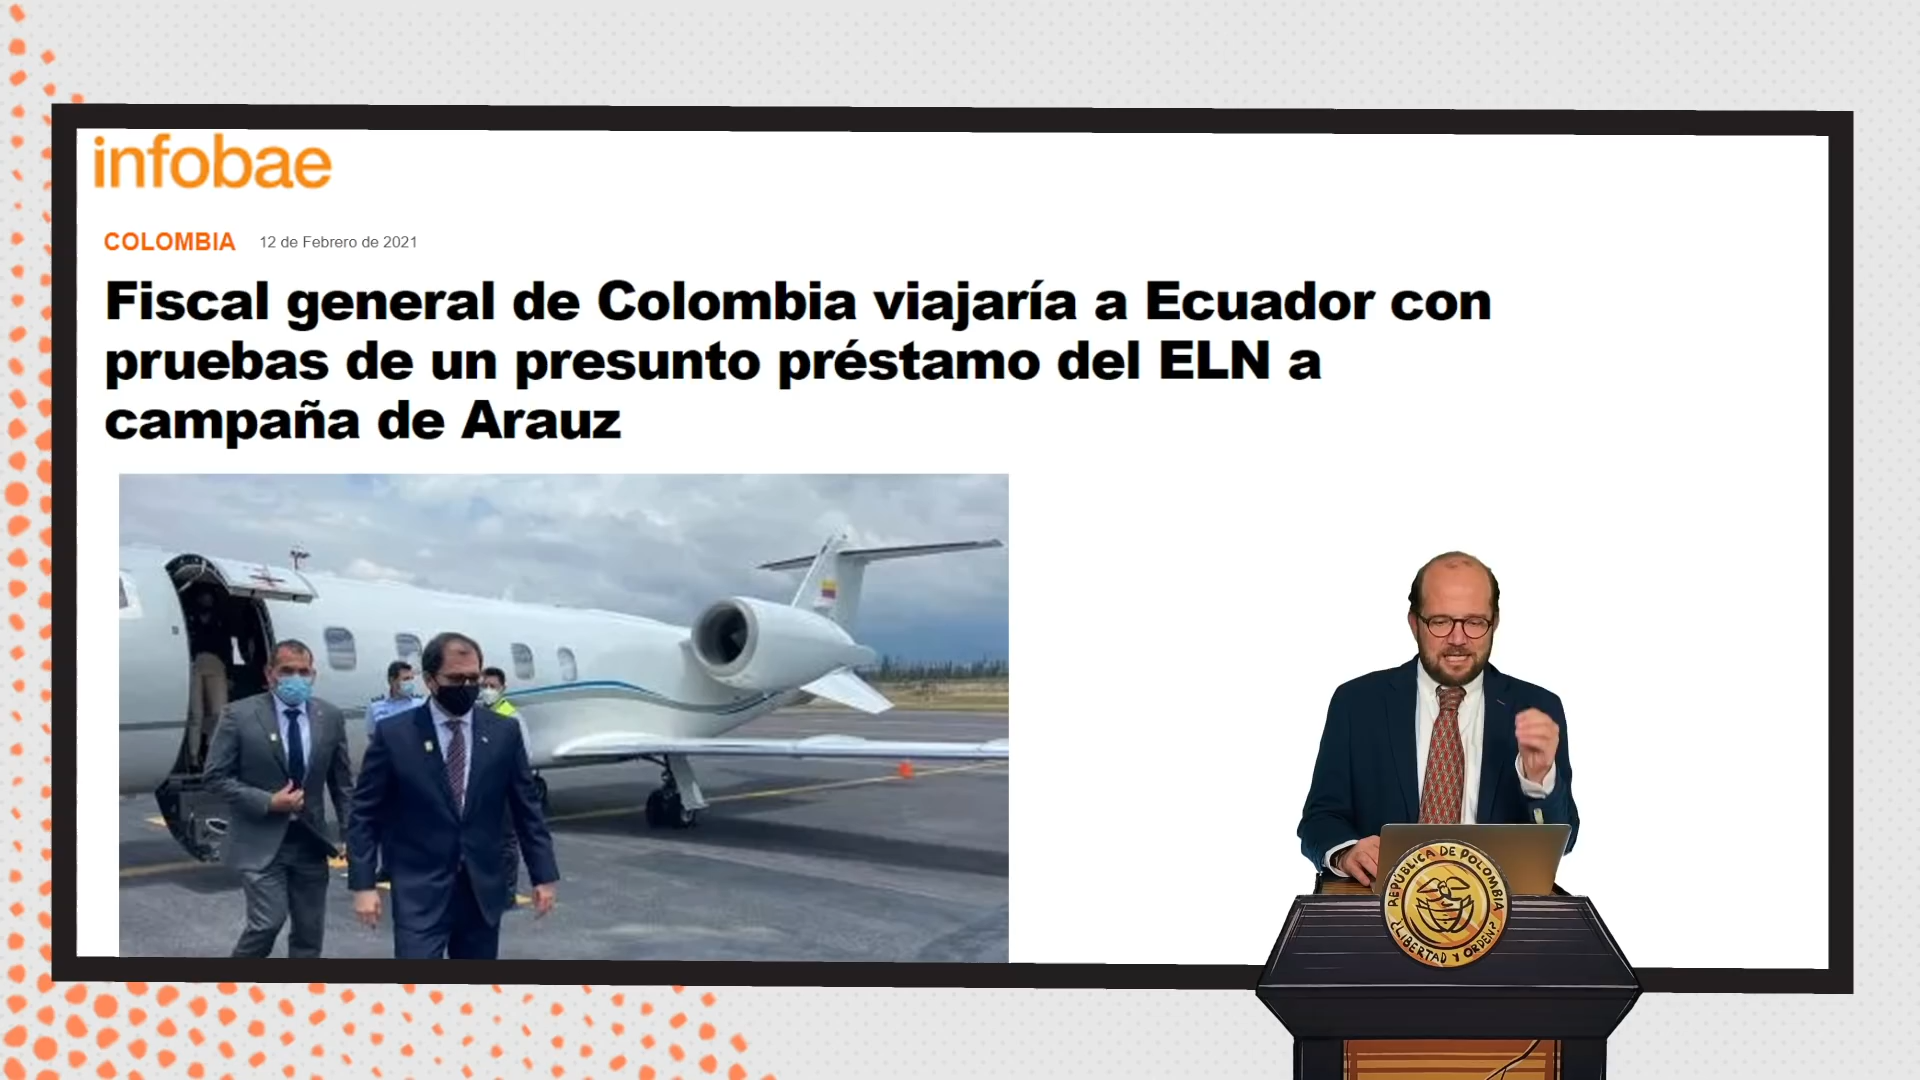 infobae
COLOMBIA 12 de Febrero de 2021
Fiscal general de Colombia viajaría a Ecuador con
pruebas de un presunto préstamo del ELN a
campaña de Arauz
REPÚBLICA DE POLOMBIA
¿LIBERTAD Y ORDEN?